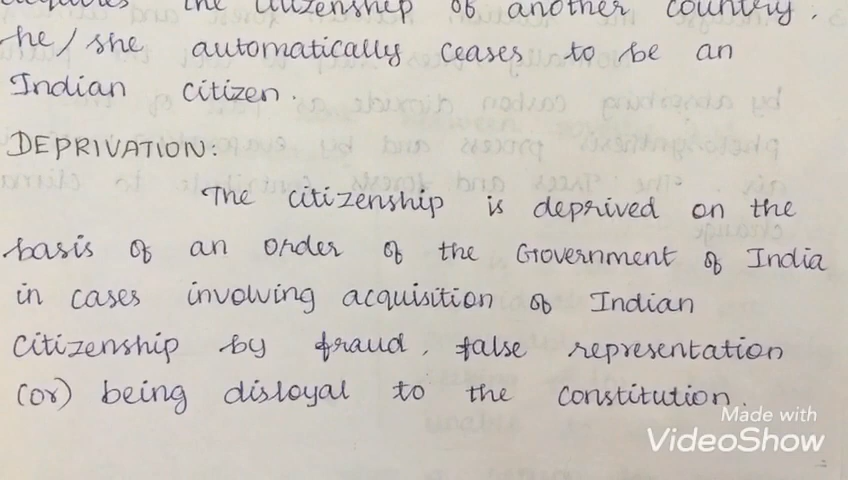 acquires the citizenship of another country,
he/she automatically ceases to be an
Indian citizen.
DEPRIVATION:
The citizenship is deprived on the
basis of an order of the Government of India
in cases involving acquisition of Indian
citizenship by fraud, false representation
(or) being disloyal to the constitution.
Made with
VideoShow